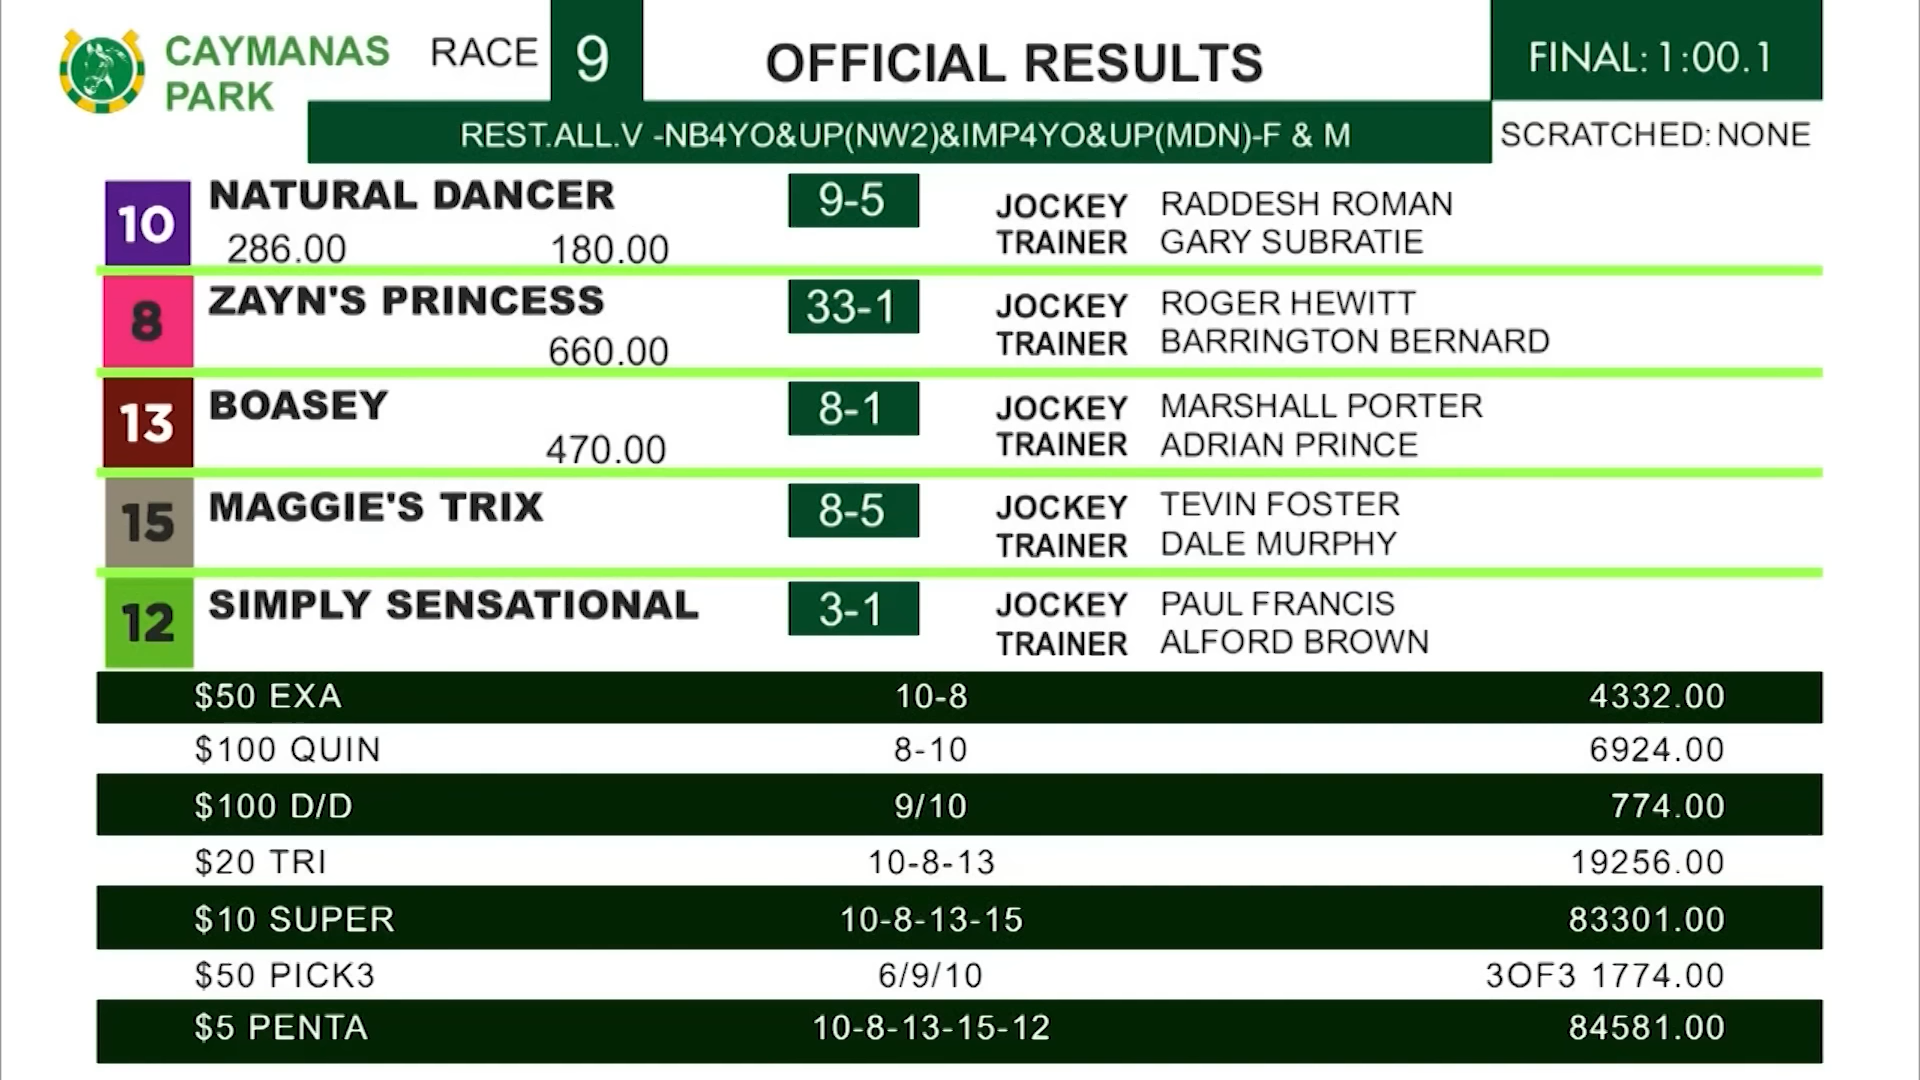 CAYMANAS PARK
RACE 9
OFFICIAL RESULTS
FINAL: 1:00.1
REST.ALL.V -NB4YO&UP(NW2)&IMP4YO&UP(MDN)-F & M
SCRATCHED: NONE
10 NATURAL DANCER 9-5 JOCKEY RADDESH ROMAN
286.00 180.00 TRAINER GARY SUBRATIE
8 ZAYN'S PRINCESS 33-1 JOCKEY ROGER HEWITT
660.00 TRAINER BARRINGTON BERNARD
13 BOASEY 8-1 JOCKEY MARSHALL PORTER
470.00 TRAINER ADRIAN PRINCE
15 MAGGIE'S TRIX 8-5 JOCKEY TEVIN FOSTER
TRAINER DALE MURPHY
12 SIMPLY SENSATIONAL 3-1 JOCKEY PAUL FRANCIS
TRAINER ALFORD BROWN
$50 EXA 10-8 4332.00
$100 QUIN 8-10 6924.00
$100 D/D 9/10 774.00
$20 TRI 10-8-13 19256.00
$10 SUPER 10-8-13-15 83301.00
$50 PICK3 6/9/10 3OF3 1774.00
$5 PENTA 10-8-13-15-12 84581.00